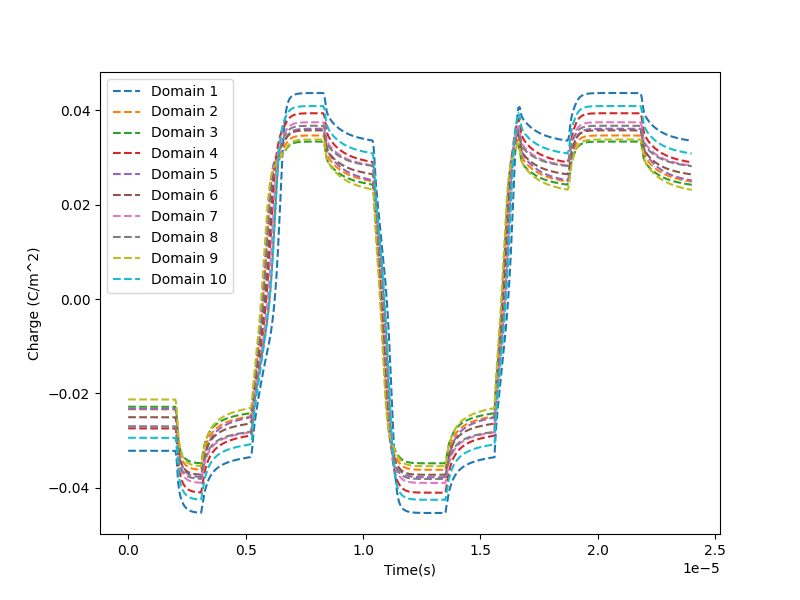 Domain 1
Domain 2
Domain 3
Domain 4
Domain 5
Domain 6
Domain 7
Domain 8
Domain 9
Domain 10
0.04
0.02
0.00
−0.02
−0.04
Charge (C/m^2)
0.0 0.5 1.0 1.5 2.0 2.5
1e−5
Time(s)